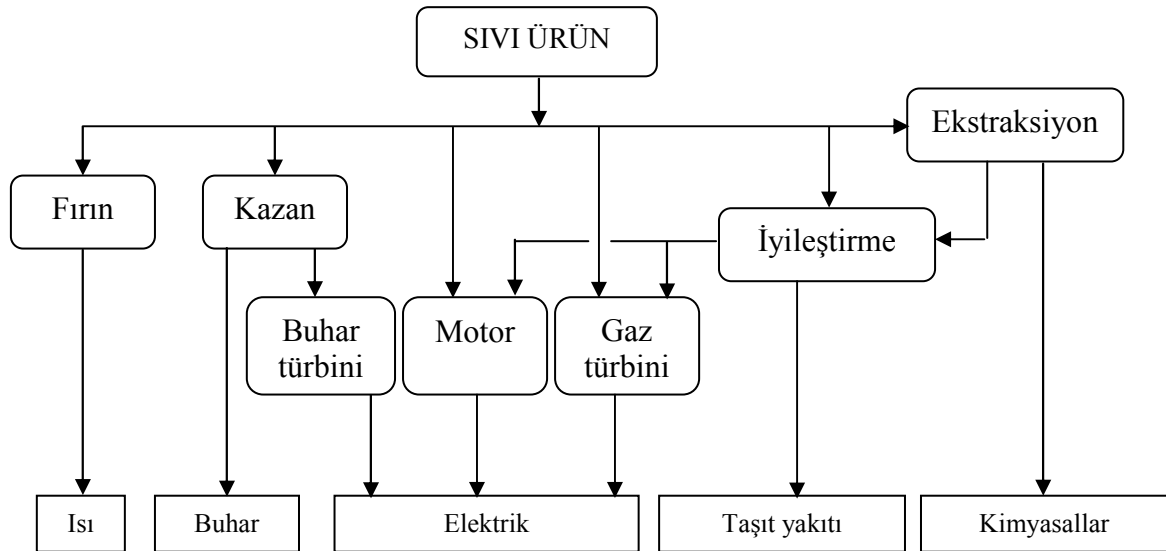 SIVI ÜRÜN
Ekstraksiyon
Fırın
Kazan
İyileştirme
Buhar
türbini
Motor
Gaz
türbini
Isı
Buhar
Elektrik
Taşıt yakıtı
Kimyasallar